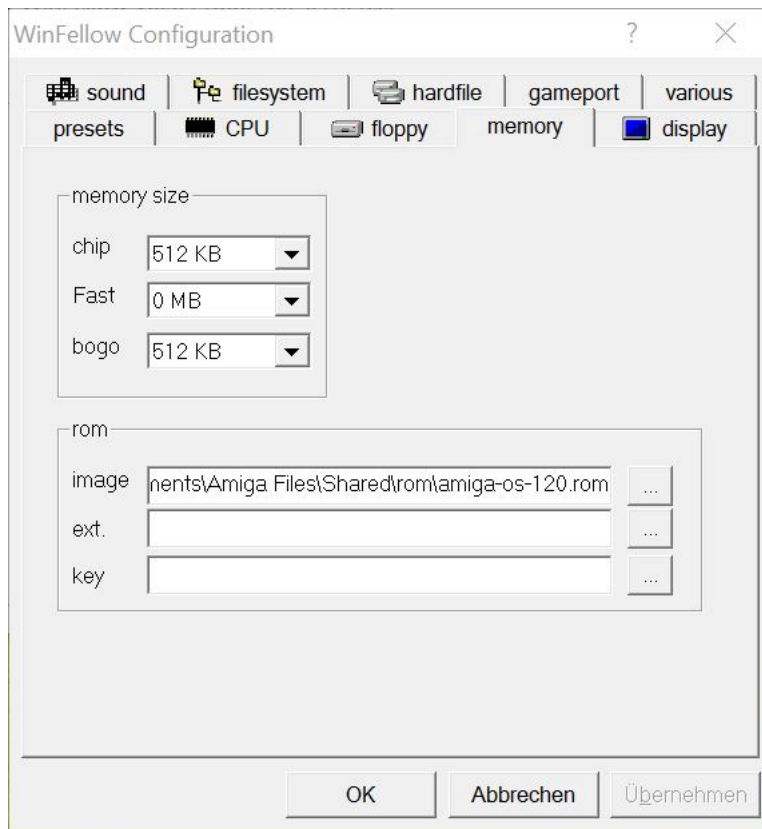 WinFellow Configuration
sound filesystem hardfile gameport various
presets CPU floppy memory display
memory size
chip 512 KB
Fast 0 MB
bogo 512 KB
rom
image nents\Amiga Files\Shared\rom\amiga-os-120.rom ...
ext. ...
key ...
OK Abbrechen Übernehmen